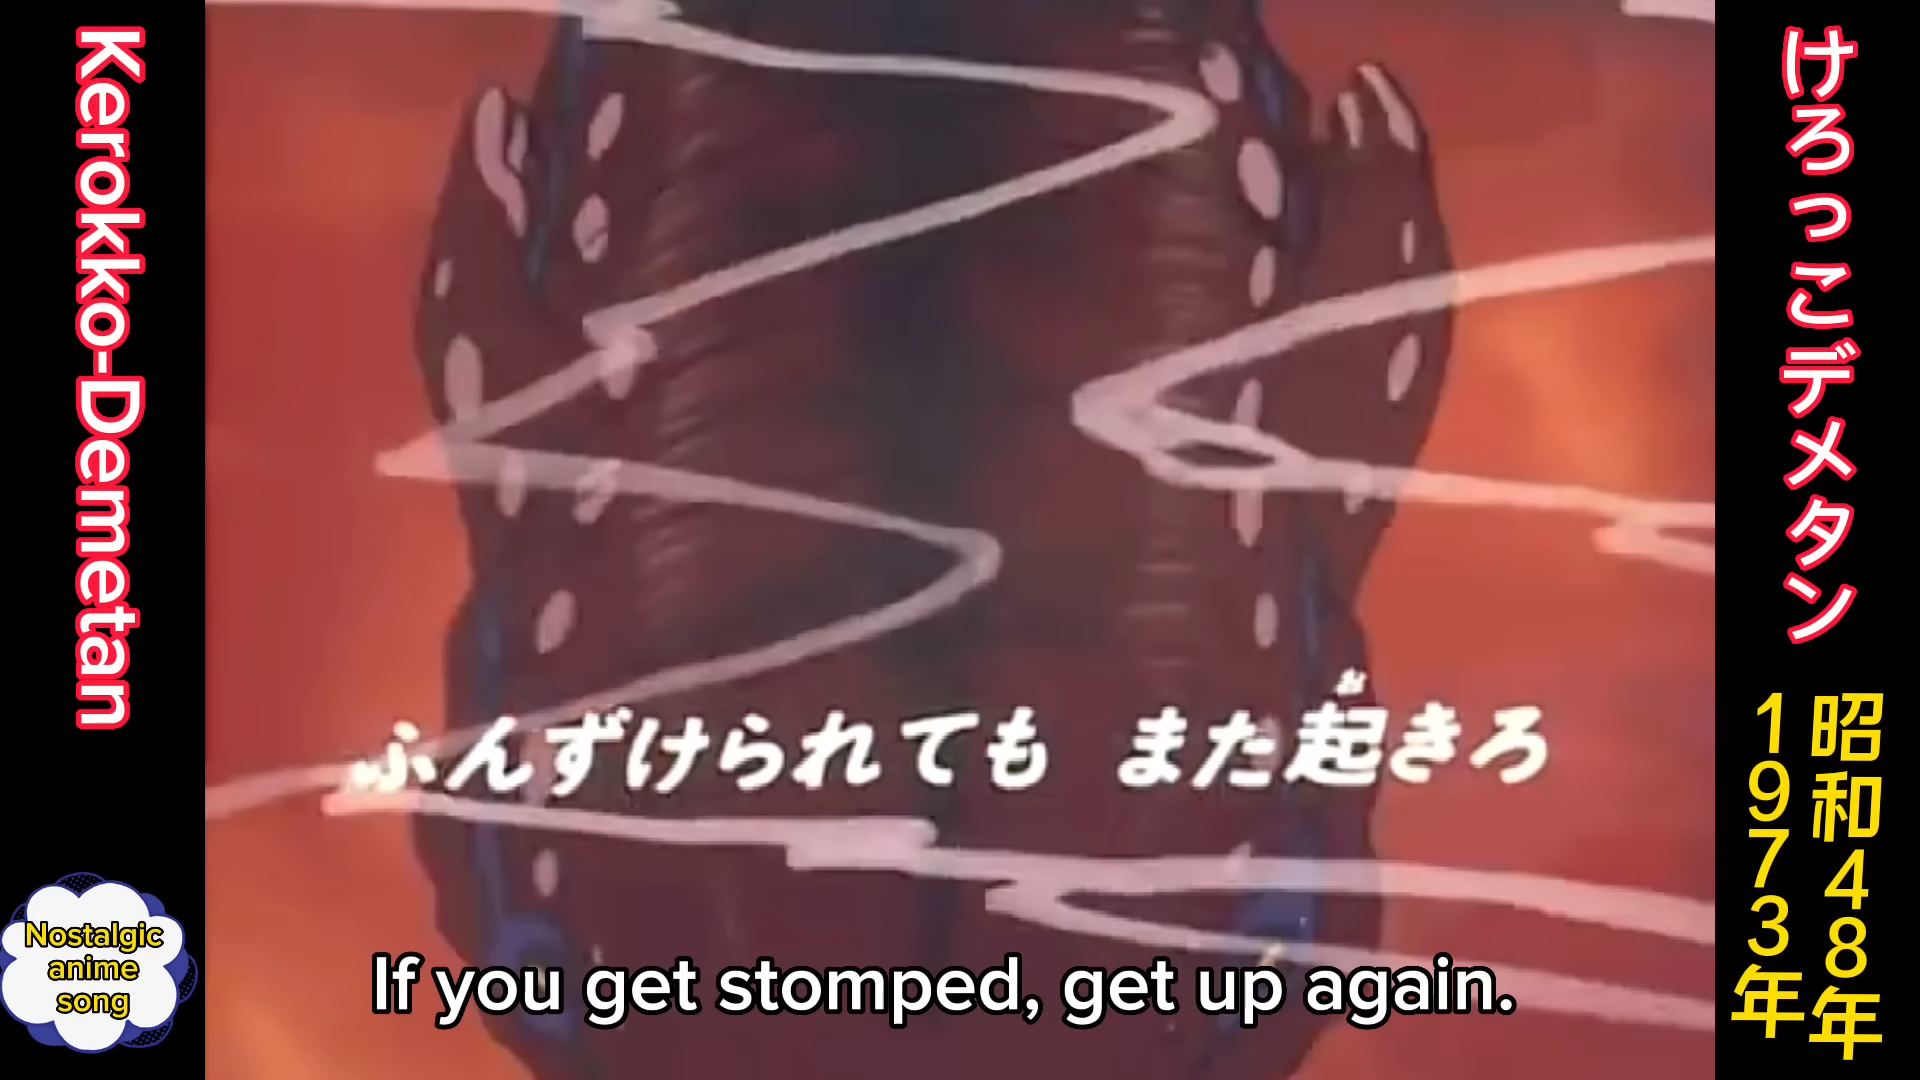 Kerokko-Demetan
けろっこデメタン
昭和48年
1973年
お
ふんずけられても また起きろ
If you get stomped, get up again.
Nostalgic
anime
song